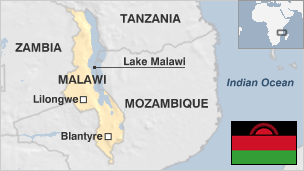 TANZANIA
ZAMBIA
Lake Malawi
MALAWI
Indian Ocean
Lilongwe
MOZAMBIQUE
Blantyre